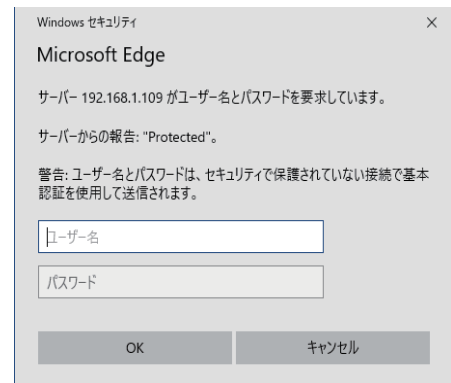 Windows セキュリティ
Microsoft Edge
サーバー 192.168.1.109 がユーザー名とパスワードを要求しています。
サーバーからの報告: "Protected"。
警告: ユーザー名とパスワードは、セキュリティで保護されていない接続で基本
認証を使用して送信されます。
ユーザー名
パスワード
OK キャンセル